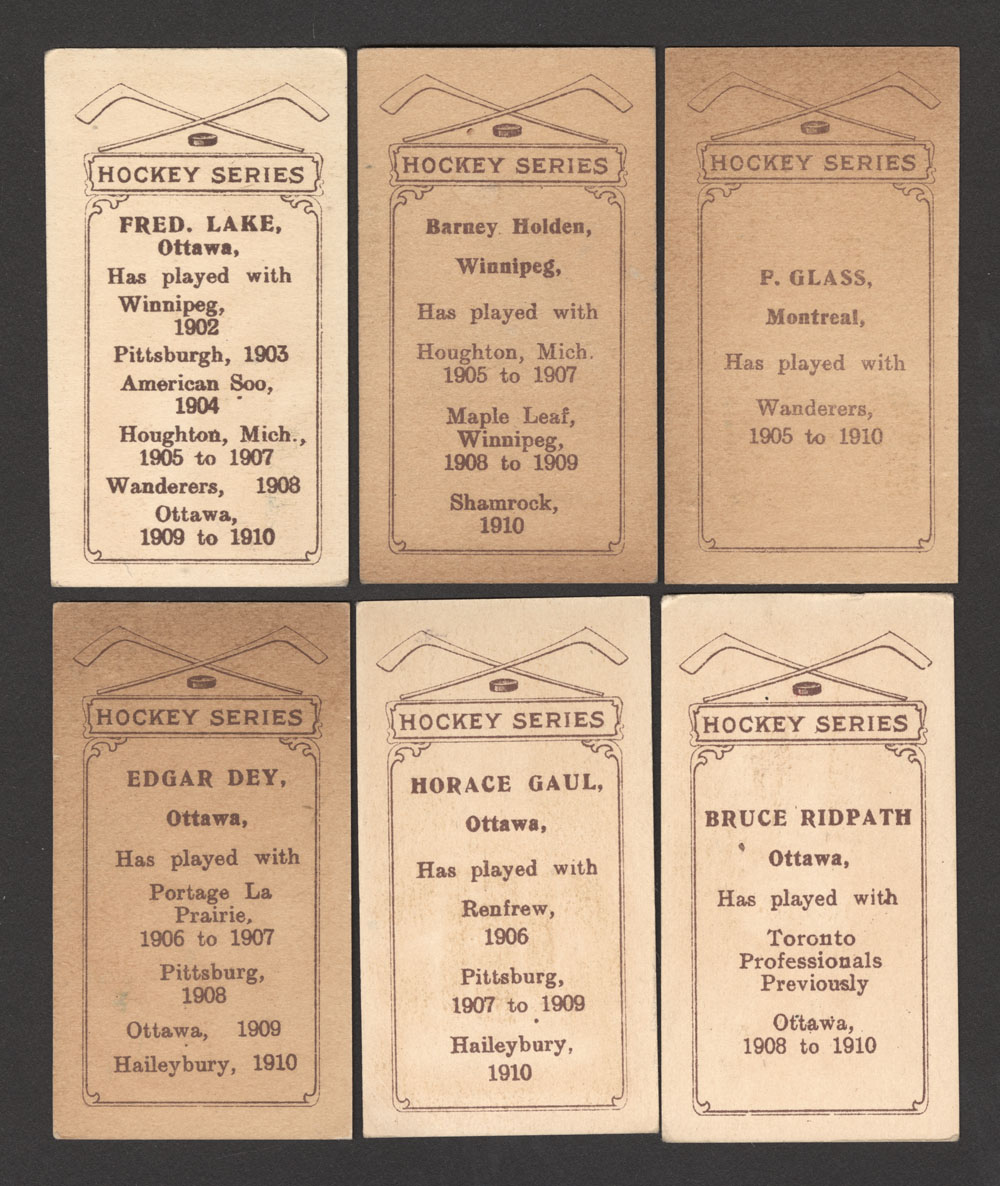 HOCKEY SERIES
FRED. LAKE,
Ottawa,
Has played with
Winnipeg,
1902
Pittsburgh, 1903
American Soo,
1904
Houghton, Mich.,
1905 to 1907
Wanderers, 1908
Ottawa,
1909 to 1910
HOCKEY SERIES
Barney Holden,
Winnipeg,
Has played with
Houghton, Mich.
1905 to 1907
Maple Leaf,
Winnipeg,
1908 to 1909
Shamrock,
1910
HOCKEY SERIES
P. GLASS,
Montreal,
Has played with
Wanderers,
1905 to 1910
HOCKEY SERIES
EDGAR DEY,
Ottawa,
Has played with
Portage La
Prairie,
1906 to 1907
Pittsburg,
1908
Ottawa, 1909
Haileybury, 1910
HOCKEY SERIES
HORACE GAUL,
Ottawa,
Has played with
Renfrew,
1906
Pittsburg,
1907 to 1909
Haileybury,
1910
HOCKEY SERIES
BRUCE RIDPATH
Ottawa,
Has played with
Toronto
Professionals
Previously
Ottawa,
1908 to 1910